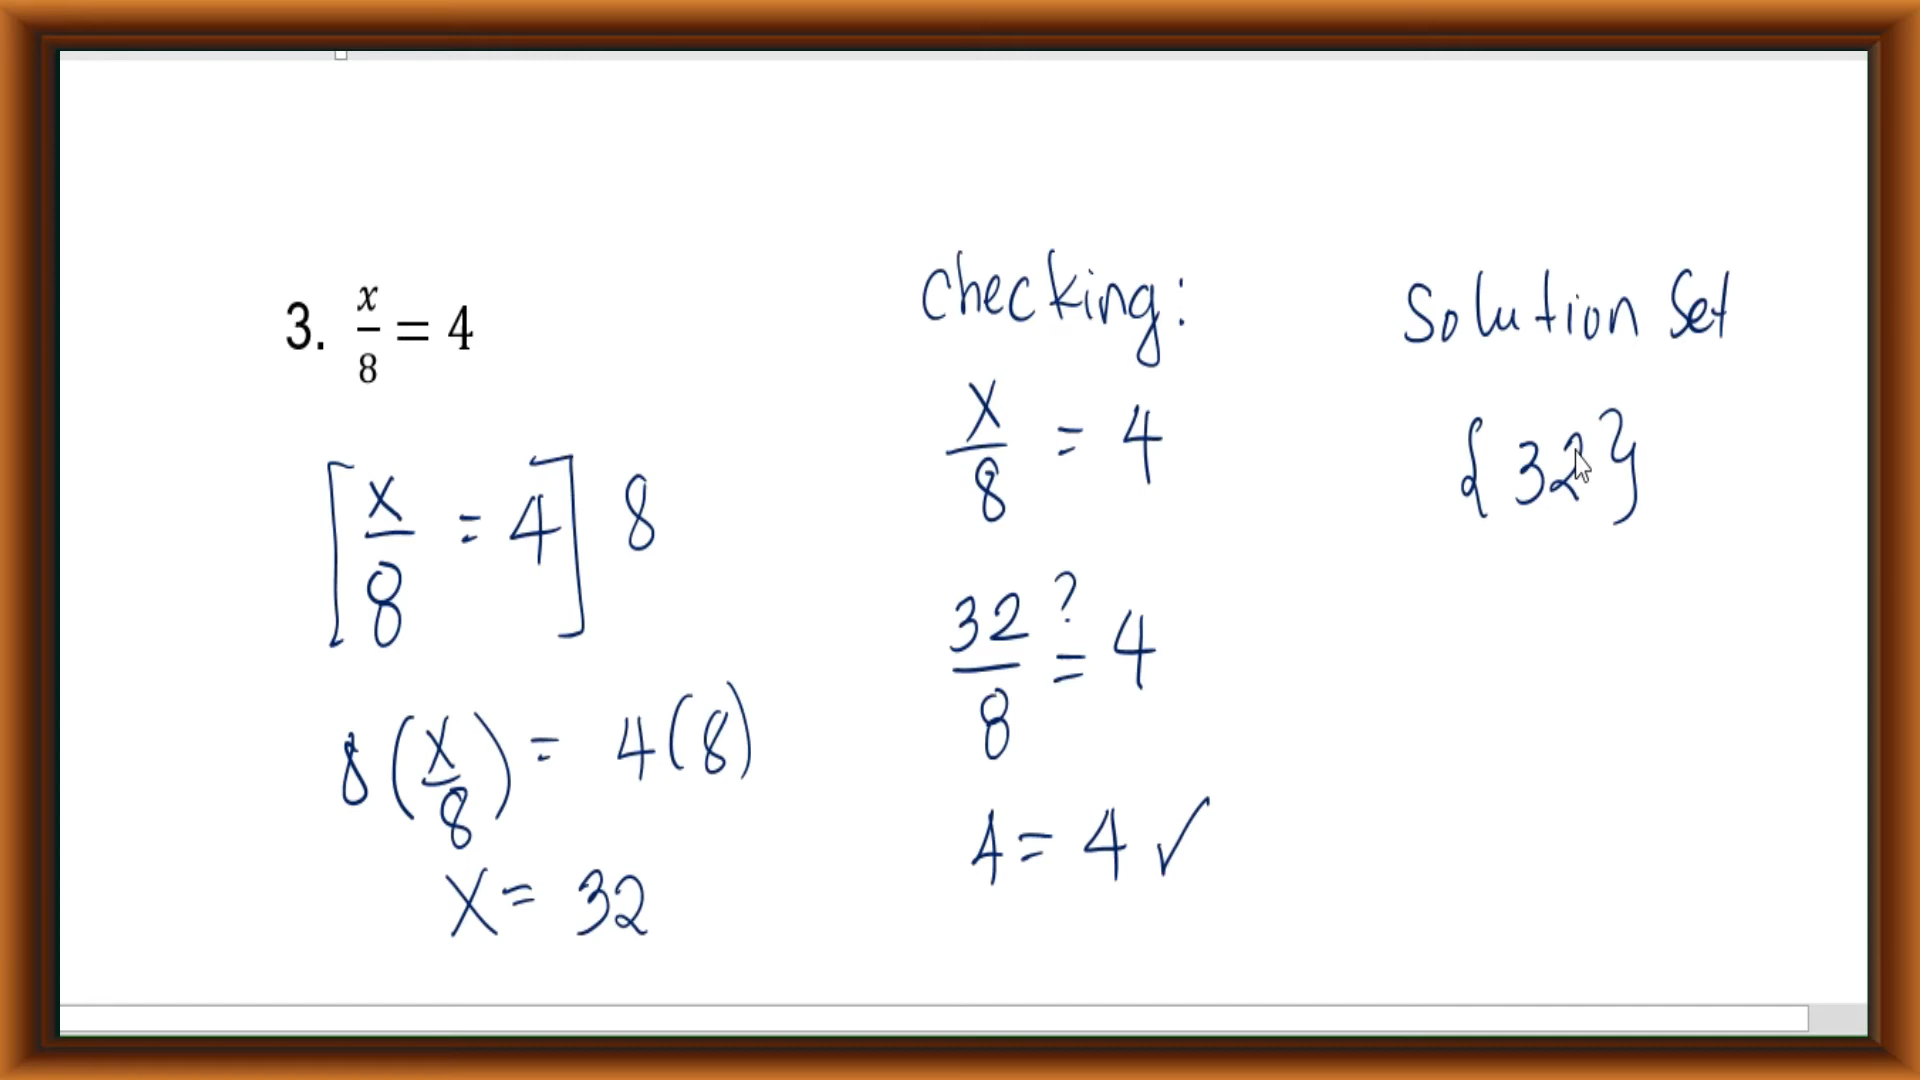 3. x/8 = 4
[x/8 = 4] 8
8(x/8) = 4(8)
X = 32
Checking:
x/8 = 4
32/8 ?= 4
4 = 4 ✓
Solution Set
{32}